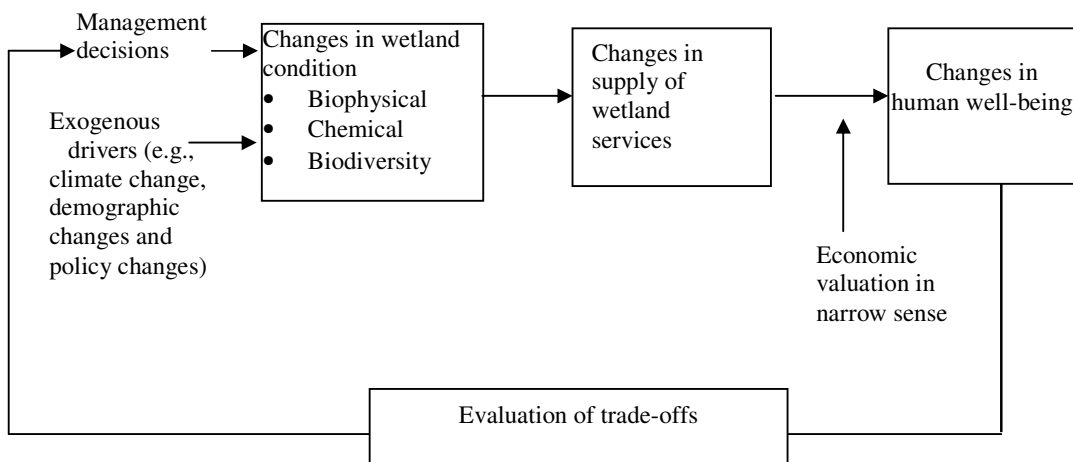 Management
decisions
Exogenous
drivers (e.g.,
climate change,
demographic
changes and
policy changes)
Changes in wetland
condition
• Biophysical
• Chemical
• Biodiversity
Changes in
supply of
wetland
services
Changes in
human well-being
Economic
valuation in
narrow sense
Evaluation of trade-offs